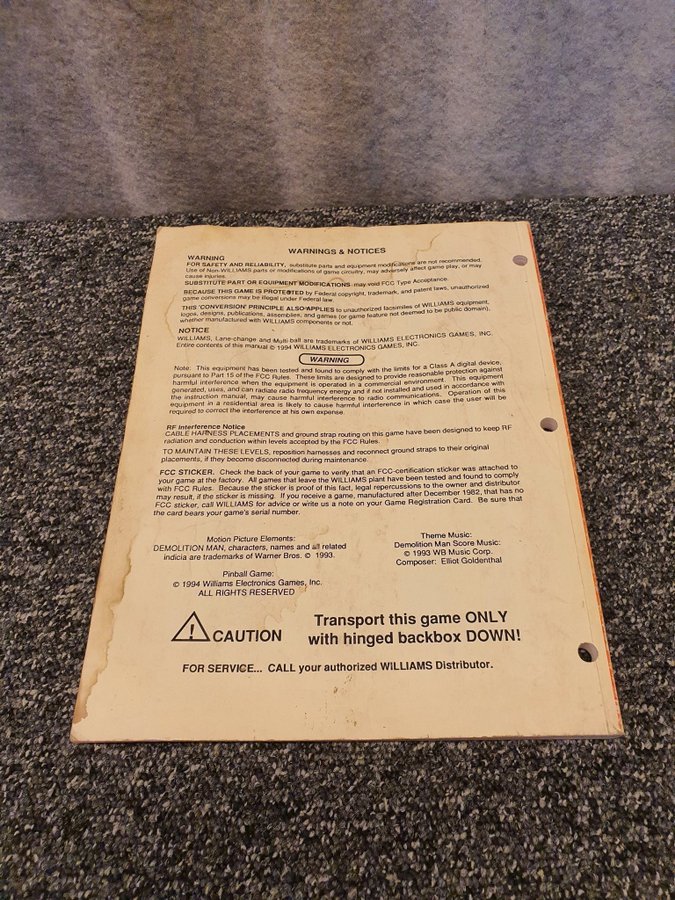 WARNINGS & NOTICES
WARNING
FOR SAFETY AND RELIABILITY, substitute parts and equipment modifications are not recommended.
Use of Non-WILLIAMS parts or modifications of game circuitry, may adversely affect game play, or may
cause injuries.
SUBSTITUTE PART OR EQUIPMENT MODIFICATIONS may void FCC Type Acceptance.
BECAUSE THIS GAME IS PROTECTED by Federal copyright, trademark, and patent laws, unauthorized
game conversions may be illegal under Federal law.
THIS 'CONVERSION' PRINCIPLE ALSO APPLIES to unauthorized facsimiles of WILLIAMS equipment,
logos, designs, publications, assemblies, and games (or game feature not deemed to be public domain),
whether manufactured with WILLIAMS components or not.
NOTICE
WILLIAMS, Lane-change and Multi-ball are trademarks of WILLIAMS ELECTRONICS GAMES, INC.
Entire contents of this manual © 1994 WILLIAMS ELECTRONICS GAMES, INC.
WARNING
Note: This equipment has been tested and found to comply with the limits for a Class A digital device,
pursuant to Part 15 of the FCC Rules. These limits are designed to provide reasonable protection against
harmful interference when the equipment is operated in a commercial environment. This equipment
generated, uses, and can radiate radio frequency energy and if not installed and used in accordance with
the instruction manual, may cause harmful interference to radio communications. Operation of this
equipment in a residential area is likely to cause harmful interference in which case the user will be
required to correct the interference at his own expense.
RF Interference Notice
CABLE HARNESS PLACEMENTS and ground strap routing on this game have been designed to keep RF
radiation and conduction within levels accepted by the FCC Rules.
TO MAINTAIN THESE LEVELS, reposition harnesses and reconnect ground straps to their original
placements, if they become disconnected during maintenance.
FCC STICKER. Check the back of your game to verify that an FCC-certification sticker was attached to
your game at the factory. All games that leave the WILLIAMS plant have been tested and found to comply
with FCC Rules. Because the sticker is proof of this fact, legal repercussions to the owner and distributor
may result, if the sticker is missing. If you receive a game, manufactured after December 1982, that has no
FCC sticker, call WILLIAMS for advice or write us a note on your Game Registration Card. Be sure that
the card bears your game's serial number.
Motion Picture Elements:
DEMOLITION MAN, characters, names and all related
indicia are trademarks of Warner Bros. © 1993.
Pinball Game:
© 1994 Williams Electronics Games, Inc.
ALL RIGHTS RESERVED
Theme Music:
Demolition Man Score Music:
© 1993 WB Music Corp.
Composer: Elliot Goldenthal
CAUTION
Transport this game ONLY
with hinged backbox DOWN!
FOR SERVICE... CALL your authorized WILLIAMS Distributor.